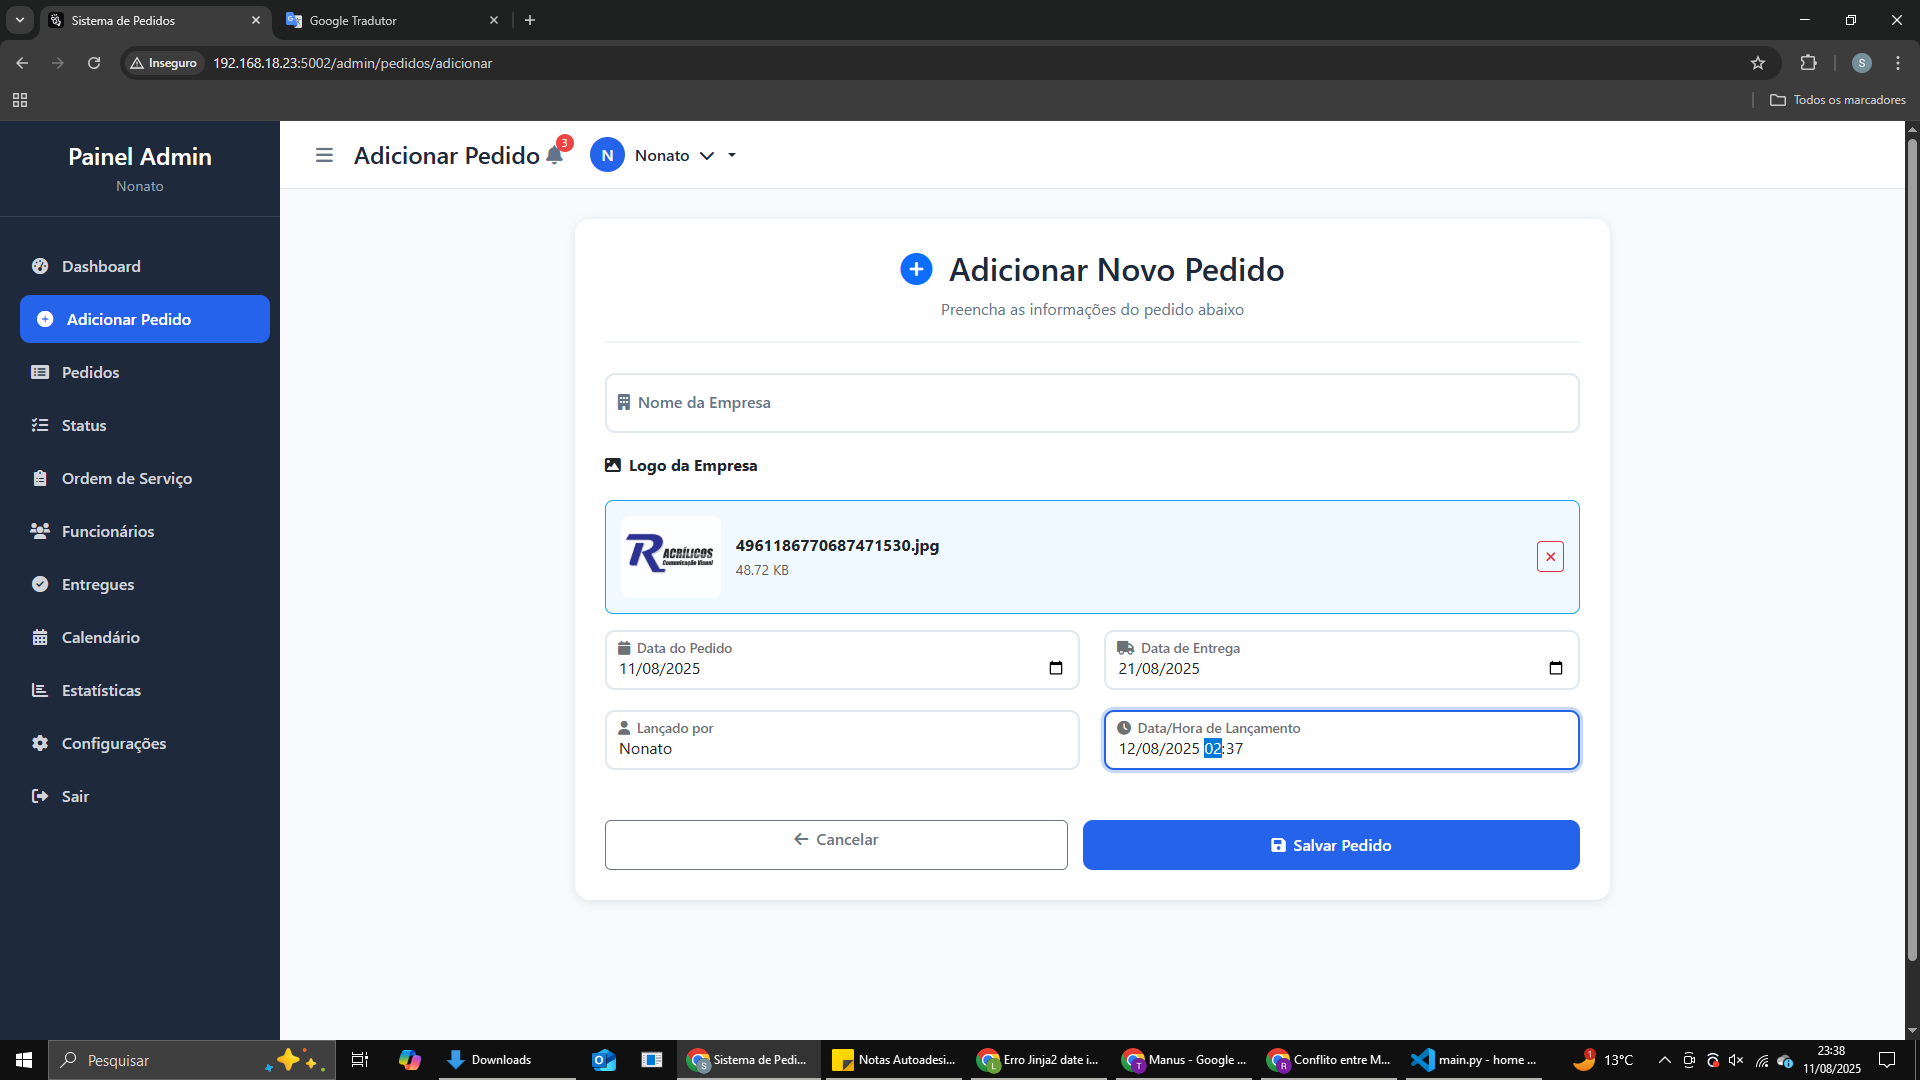 Sistema de Pedidos
Google Tradutor
Inseguro
192.168.18.23:5002/admin/pedidos/adicionar
S
Todos os marcadores
Painel Admin
Nonato
Dashboard
Adicionar Pedido
Pedidos
Status
Ordem de Serviço
Funcionários
Entregues
Calendário
Estatísticas
Configurações
Sair
Adicionar Pedido
3
N
Nonato
Adicionar Novo Pedido
Preencha as informações do pedido abaixo
Nome da Empresa
Logo da Empresa
R ACRÍLICOS
Comunicação Visual
4961186770687471530.jpg
48.72 KB
Data do Pedido
11/08/2025
Data de Entrega
21/08/2025
Lançado por
Nonato
Data/Hora de Lançamento
12/08/2025 02:37
Cancelar
Salvar Pedido
Pesquisar
Downloads
Sistema de Pedi...
Notas Autoadesi...
Erro Jinja2 date i...
Manus - Google ...
Conflito entre M...
main.py - home ...
1
13°C
23:38
11/08/2025